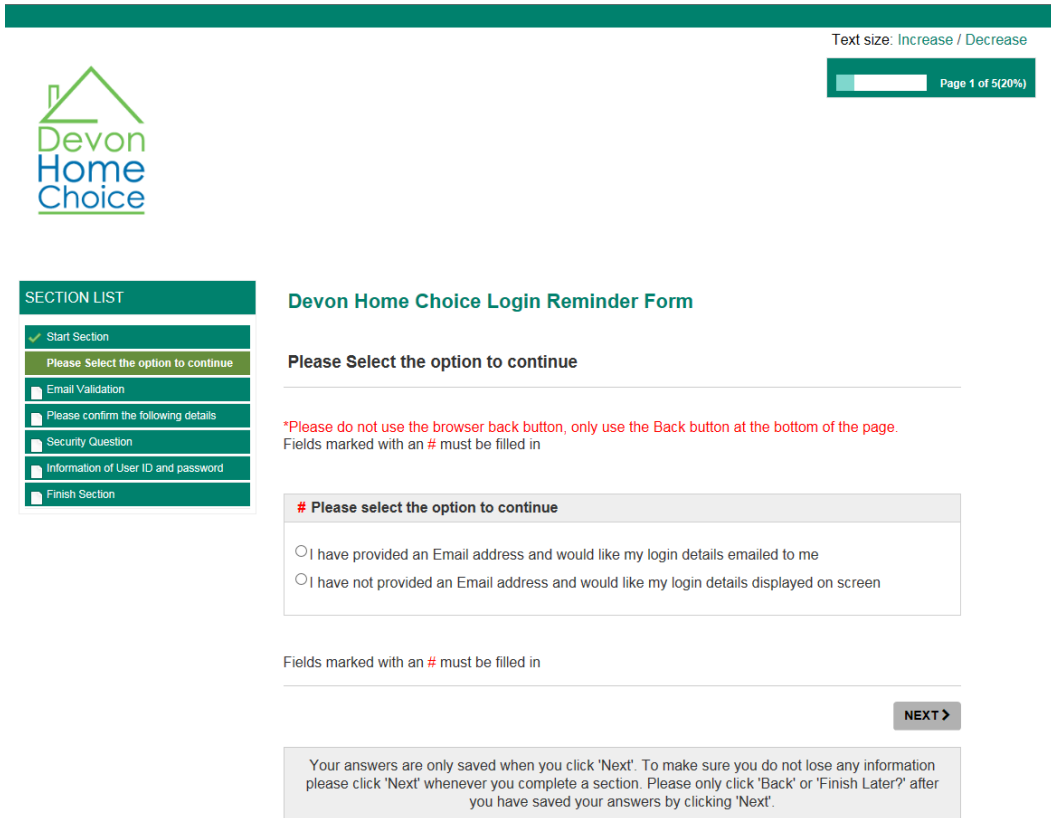 Text size: Increase / Decrease
Page 1 of 5(20%)
Devon
Home
Choice
SECTION LIST
Start Section
Please Select the option to continue
Email Validation
Please confirm the following details
Security Question
Information of User ID and password
Finish Section
Devon Home Choice Login Reminder Form
Please Select the option to continue
*Please do not use the browser back button, only use the Back button at the bottom of the page.
Fields marked with an # must be filled in
# Please select the option to continue
I have provided an Email address and would like my login details emailed to me
I have not provided an Email address and would like my login details displayed on screen
Fields marked with an # must be filled in
NEXT
Your answers are only saved when you click 'Next'. To make sure you do not lose any information
please click 'Next' whenever you complete a section. Please only click 'Back' or 'Finish Later?' after
you have saved your answers by clicking 'Next'.